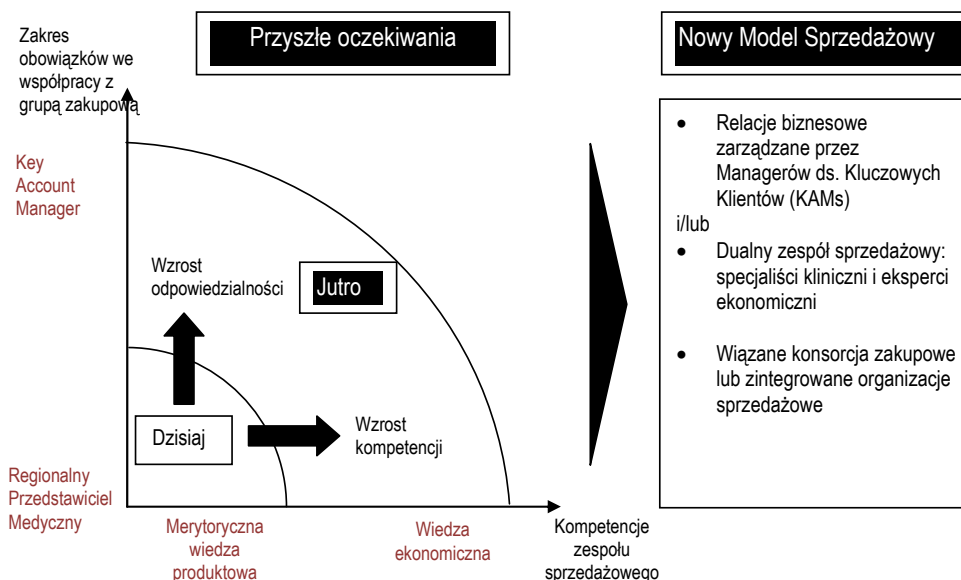 Zakres
obowiązków we
współpracy z
grupą zakupową
Przyszłe oczekiwania
Key
Account
Manager
Wzrost
odpowiedzialności
Jutro
Dzisiaj
Wzrost
kompetencji
Regionalny
Przedstawiciel
Medyczny
Merytoryczna
wiedza
produktowa
Wiedza
ekonomiczna
Kompetencje
zespołu
sprzedażowego
Nowy Model Sprzedażowy
• Relacje biznesowe
zarządzane przez
Managerów ds. Kluczowych
Klientów (KAMs)
i/lub
• Dualny zespół sprzedażowy:
specjaliści kliniczni i eksperci
ekonomiczni
• Wiązane konsorcja zakupowe
lub zintegrowane organizacje
sprzedażowe